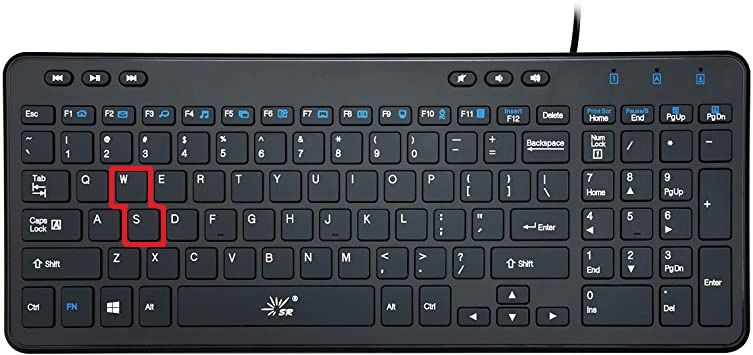 1 A
Esc F1 F2 F3 F4 F5 F6 F7 F8 F9 F10 F11 Insert F12 Delete Print Scr Home Pause/B End PgUp PgDn
~ ! @ # $ % ^ & * ( ) _ + Backspace Num Lock 1 / * -
\ 1 2 3 4 5 6 7 8 9 0 - =
Tab Q W E R T Y U I O P { [ } ] | \ 7 Home 8 9 PgUp +
Caps Lock A A S D F G H J K L : ; " ' Enter 4 5 6
Shift Z X C V B N M < , > . ? / Shift 1 End 2 3 PgDn Enter
Ctrl FN Alt SR ® Alt Ctrl 0 Ins . Del